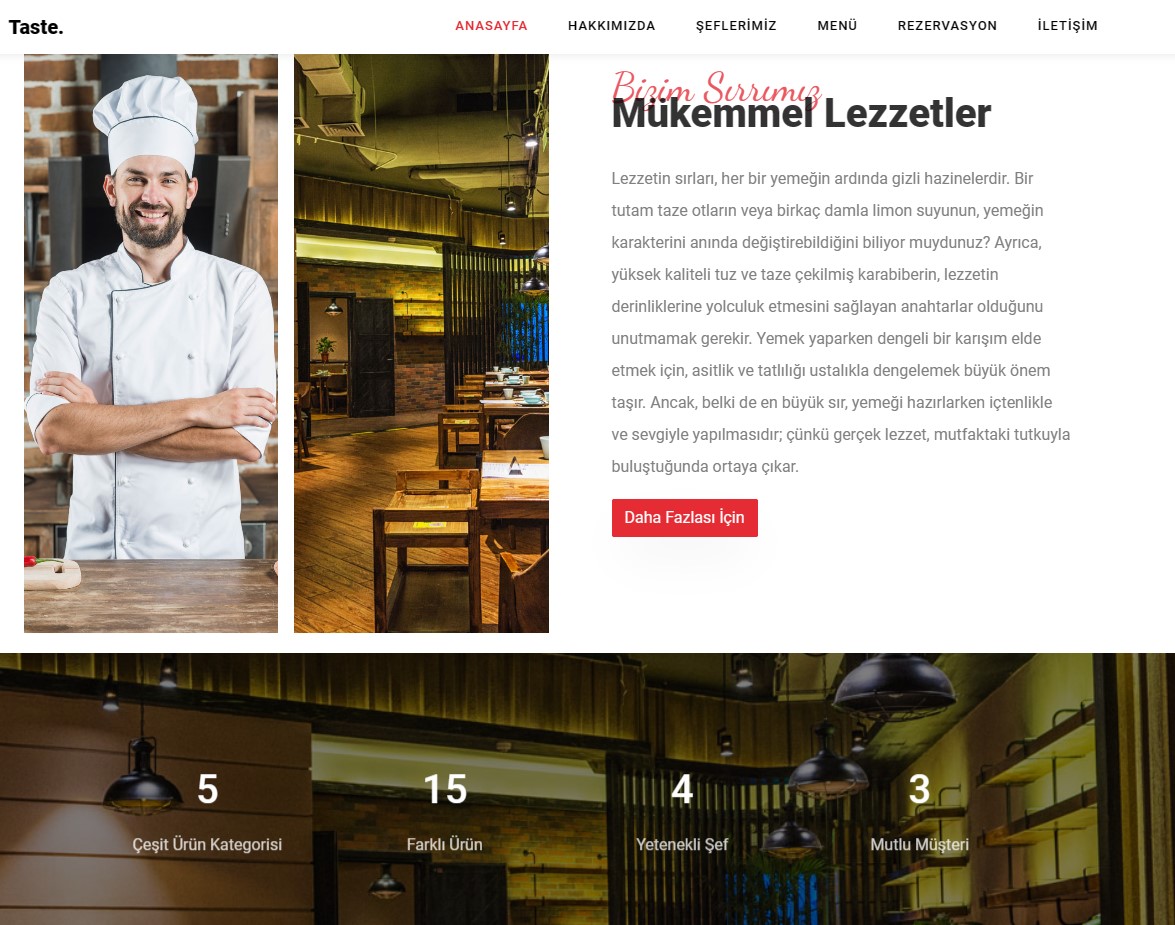 Taste.
ANASAYFA HAKKIMIZDA ŞEFLERİMİZ MENÜ REZERVASYON İLETİŞİM
Bizim Sırrımız
Mükemmel Lezzetler
Lezzetin sırları, her bir yemeğin ardında gizli hazinelerdir. Bir
tutam taze otların veya birkaç damla limon suyunun, yemeğin
karakterini anında değiştirebildiğini biliyor muydunuz? Ayrıca,
yüksek kaliteli tuz ve taze çekilmiş karabiberin, lezzetin
derinliklerine yolculuk etmesini sağlayan anahtarlar olduğunu
unutmamak gerekir. Yemek yaparken dengeli bir karışım elde
etmek için, asitlik ve tatlılığı ustalıkla dengelemek büyük önem
taşır. Ancak, belki de en büyük sır, yemeği hazırlarken içtenlikle
ve sevgiyle yapılmasıdır; çünkü gerçek lezzet, mutfaktaki tutkuyla
buluştuğunda ortaya çıkar.
Daha Fazlası İçin
5 15 4 3
Çeşit Ürün Kategorisi Farklı Ürün Yetenekli Şef Mutlu Müşteri